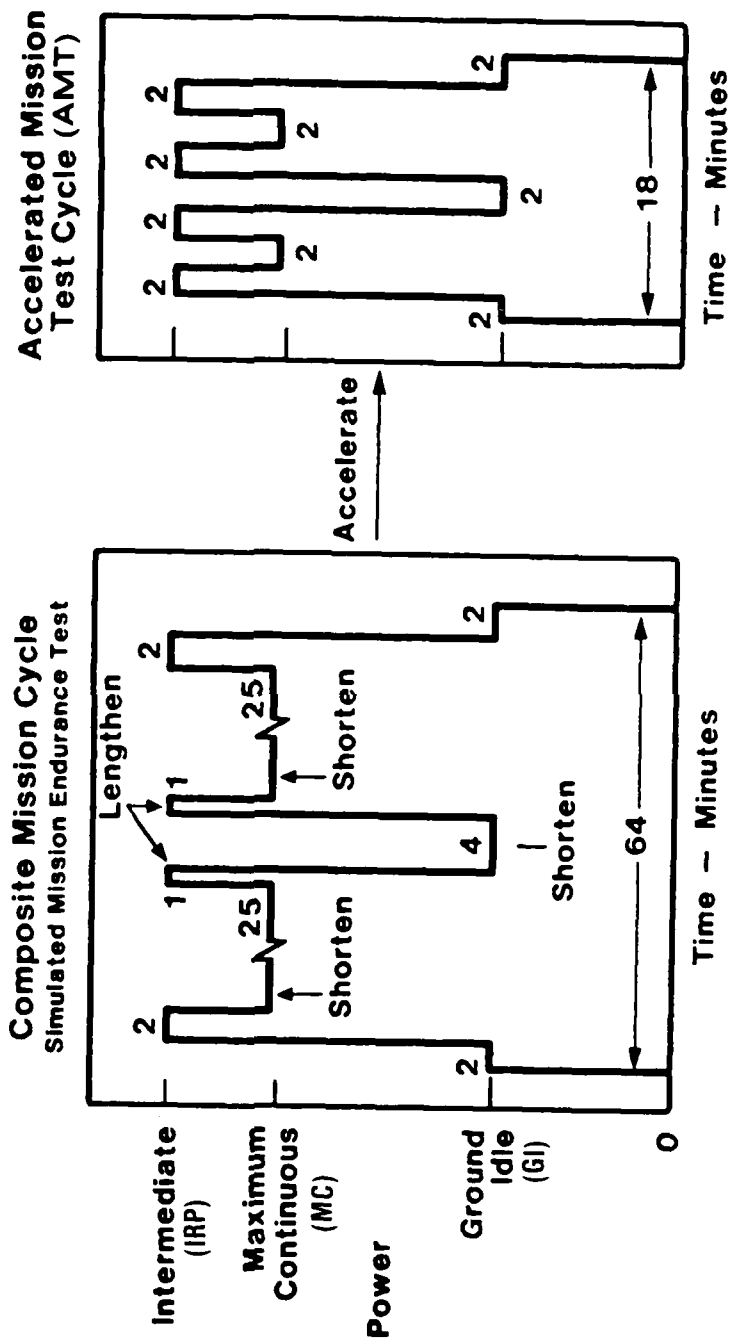 Composite Mission Cycle
Simulated Mission Endurance Test
Intermediate
(IRP)
Maximum
Continuous
(MC)
Power
Ground
Idle
(GI)
0
2
2
Shorten
25
1
Lengthen
4
Shorten
1
Shorten
25
2
2
64
Time – Minutes
Accelerate
Accelerated Mission
Test Cycle (AMT)
2
2
2
2
2
2
2
2
2
18
Time – Minutes